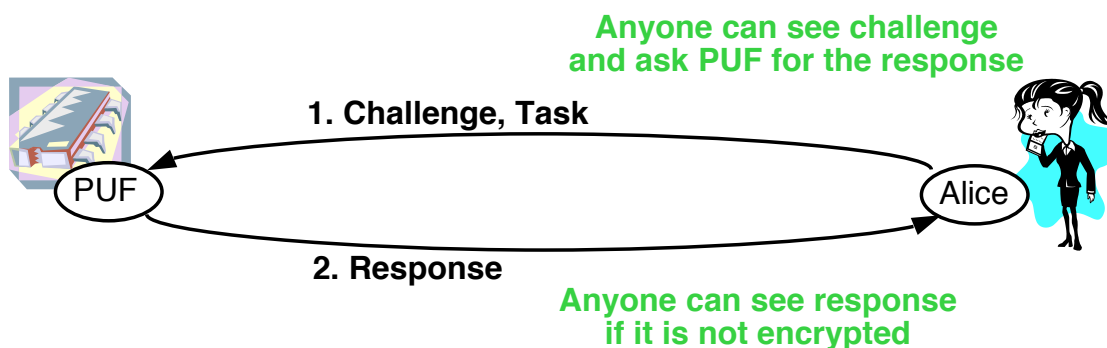 Anyone can see challenge
and ask PUF for the response
1. Challenge, Task
PUF
Alice
2. Response
Anyone can see response
if it is not encrypted